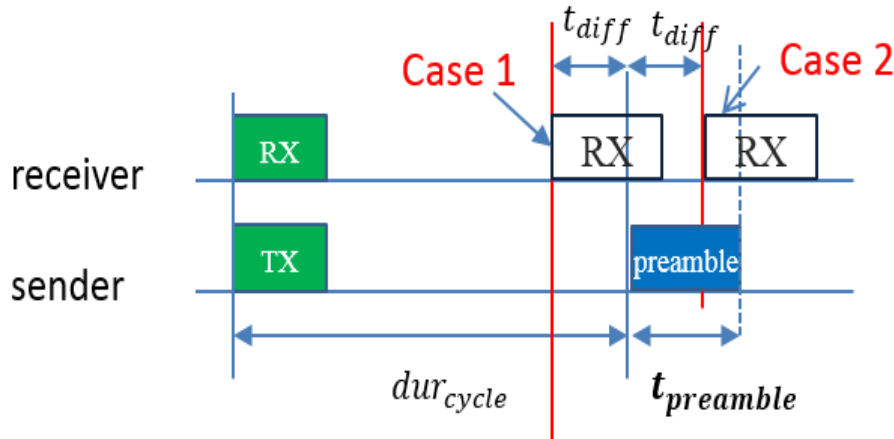 t_diff t_diff
Case 1
Case 2
receiver
RX
RX
RX
sender
TX
preamble
dur_cycle
t_preamble